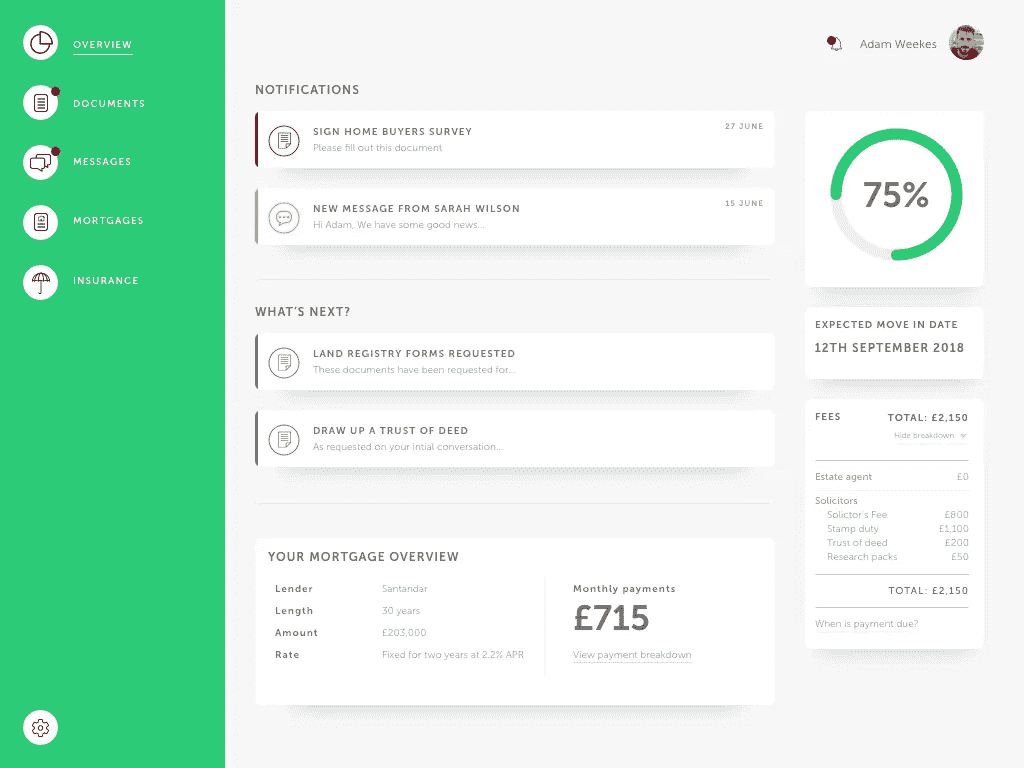 OVERVIEW
DOCUMENTS
MESSAGES
MORTGAGES
INSURANCE
Adam Weekes
NOTIFICATIONS
SIGN HOME BUYERS SURVEY
27 JUNE
Please fill out this document
NEW MESSAGE FROM SARAH WILSON
15 JUNE
Hi Adam, We have some good news...
WHAT'S NEXT?
LAND REGISTRY FORMS REQUESTED
These documents have been requested for...
DRAW UP A TRUST OF DEED
As requested on your intial conversation...
YOUR MORTGAGE OVERVIEW
Lender Santandar
Length 30 years
Amount £203,000
Rate Fixed for two years at 2.2% APR
Monthly payments
£715
View payment breakdown
75%
EXPECTED MOVE IN DATE
12TH SEPTEMBER 2018
FEES TOTAL: £2,150
Hide breakdown
Estate agent £0
Solicitors
Solictor's Fee £800
Stamp duty £1,100
Trust of deed £200
Research packs £50
TOTAL: £2,150
When is payment due?